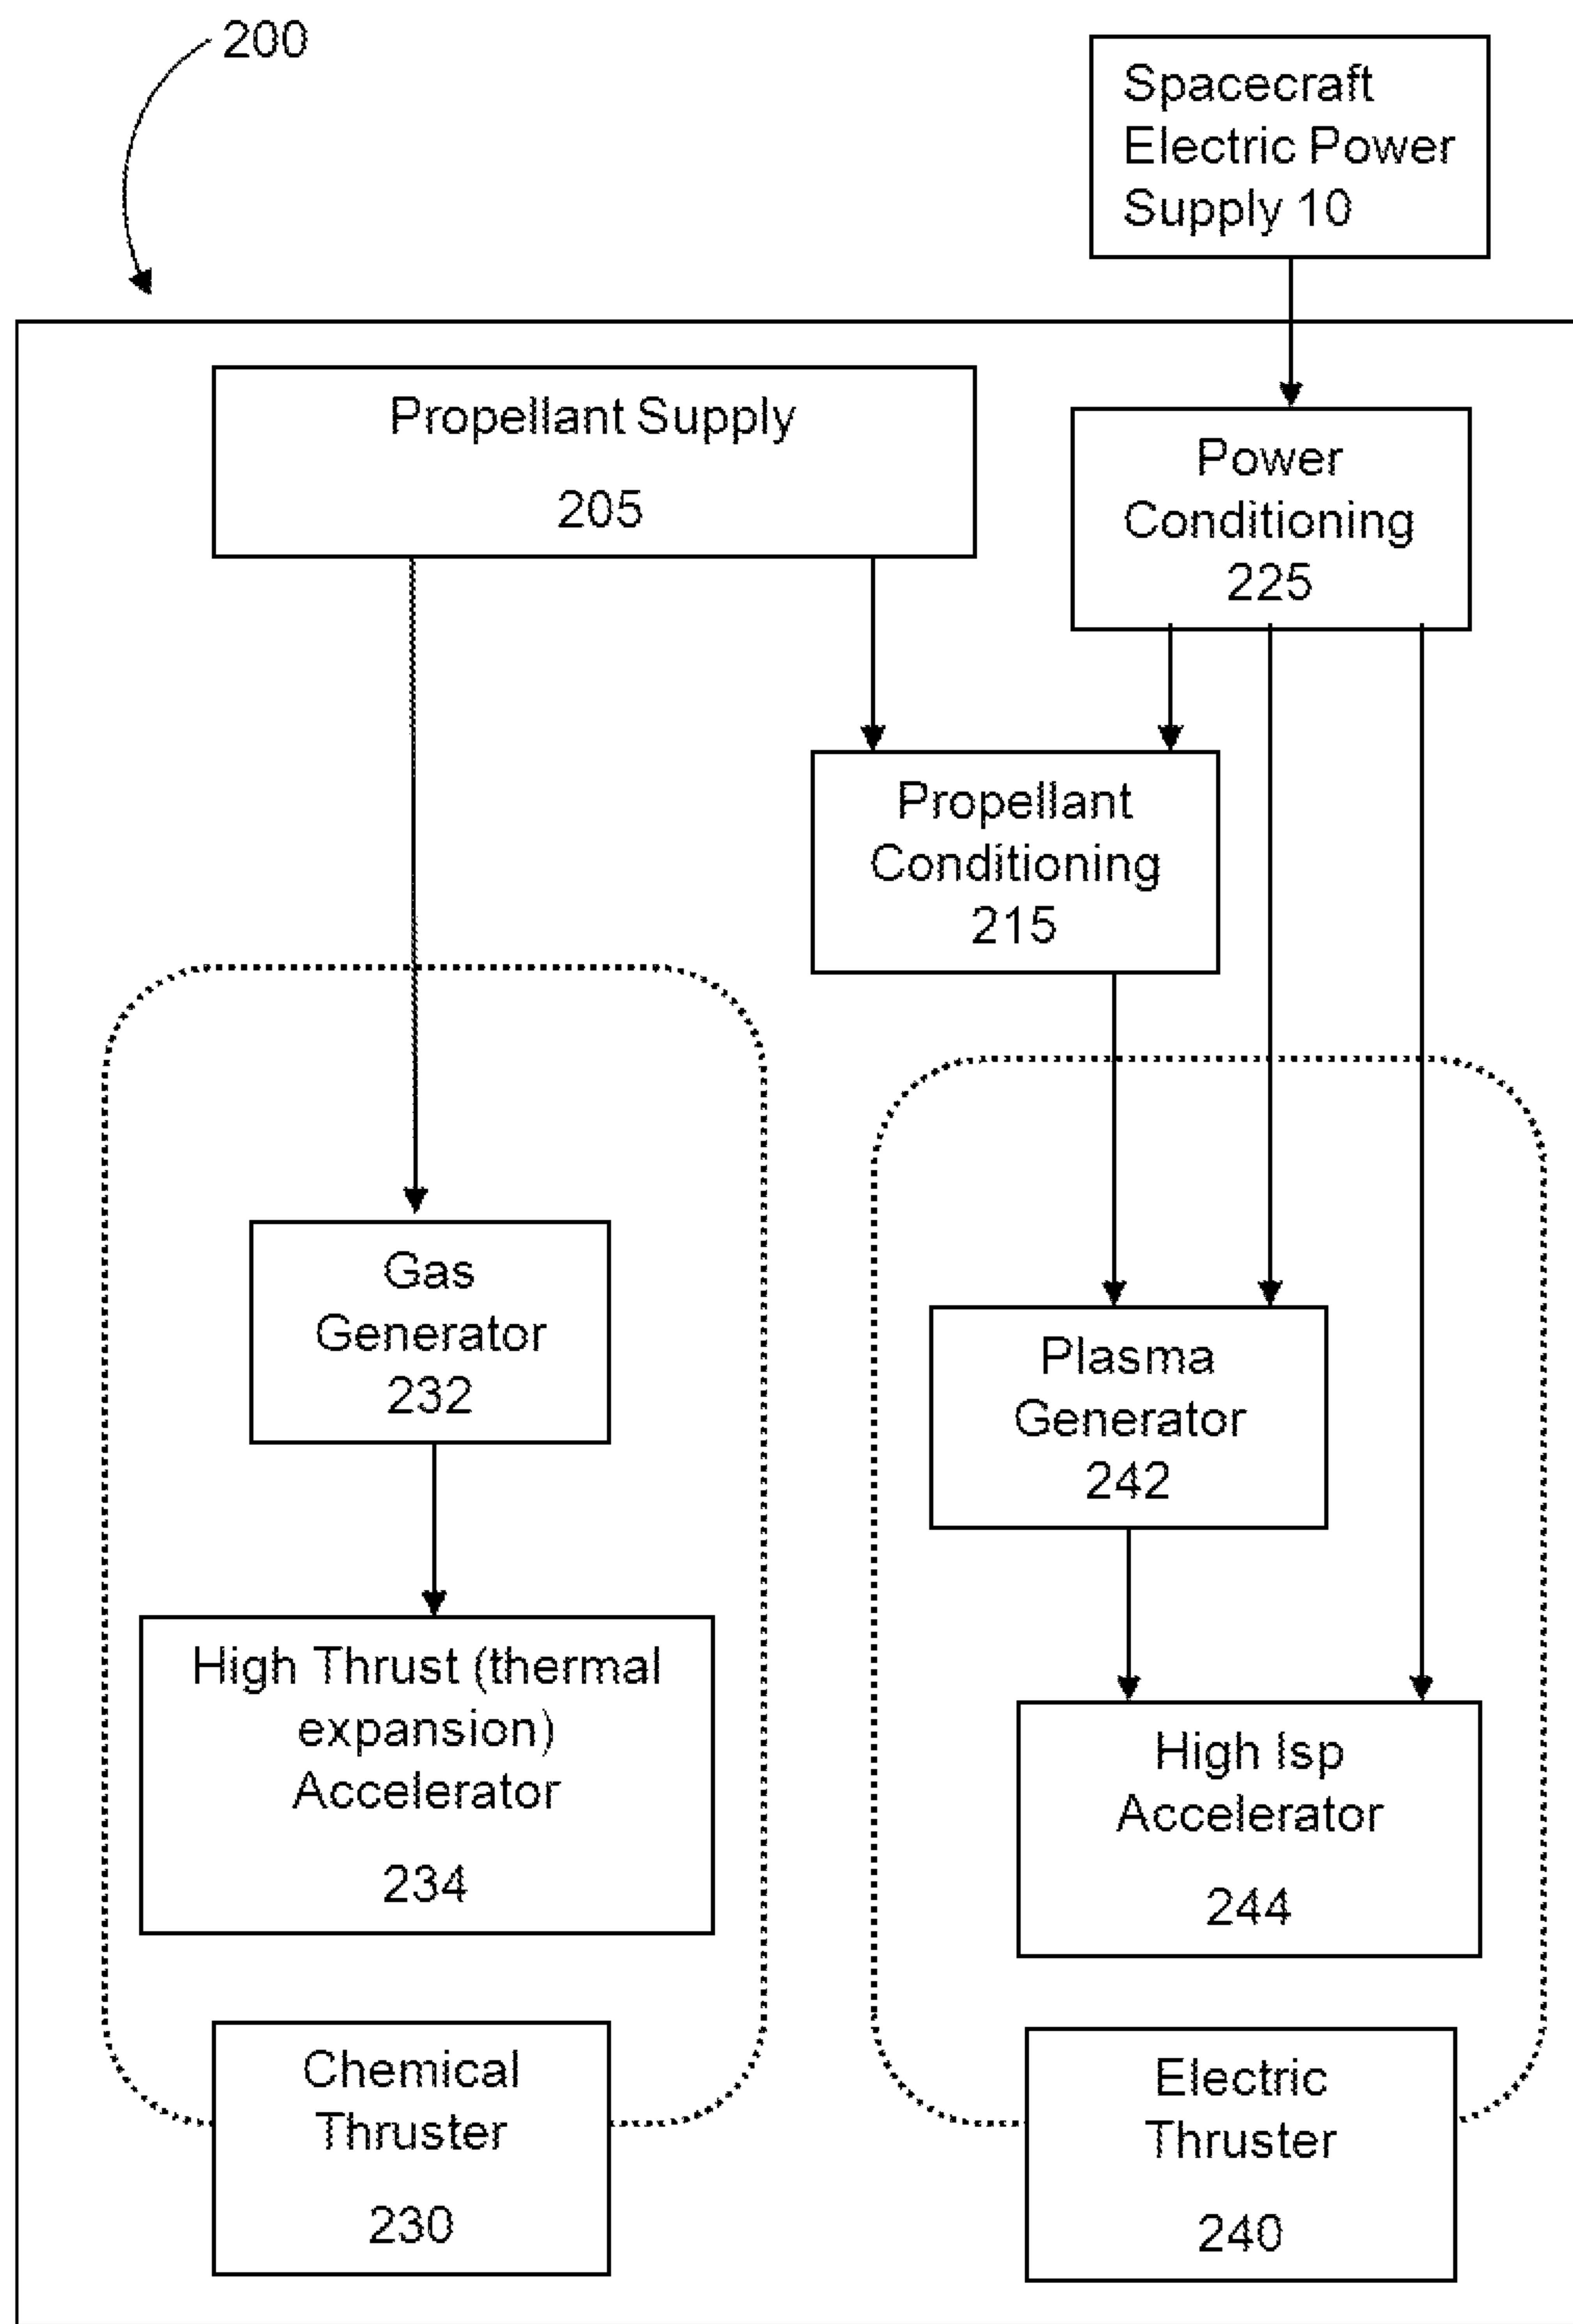 200
Spacecraft
Electric Power
Supply 10
Propellant Supply
205
Power
Conditioning
225
Propellant
Conditioning
215
Gas
Generator
232
Plasma
Generator
242
High Thrust (thermal
expansion)
Accelerator
234
High Isp
Accelerator
244
Chemical
Thruster
230
Electric
Thruster
240